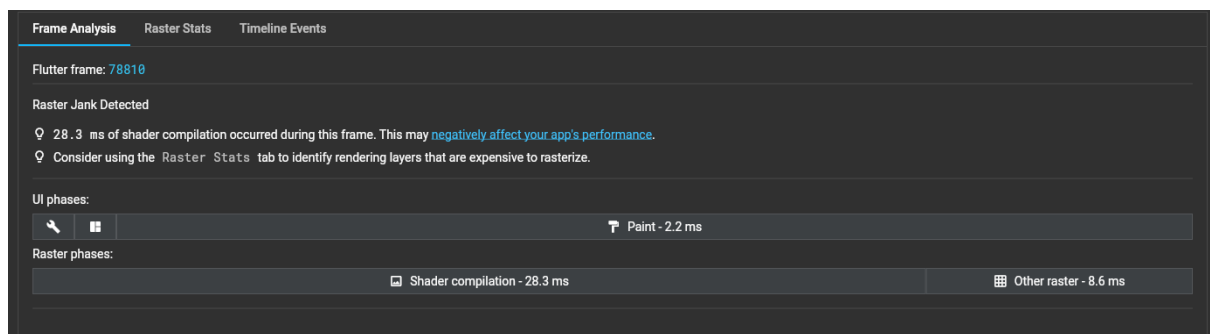 Frame Analysis Raster Stats Timeline Events
Flutter frame: 78810
Raster Jank Detected
28.3 ms of shader compilation occurred during this frame. This may negatively affect your app's performance.
Consider using the Raster Stats tab to identify rendering layers that are expensive to rasterize.
UI phases:
Paint - 2.2 ms
Raster phases:
Shader compilation - 28.3 ms Other raster - 8.6 ms